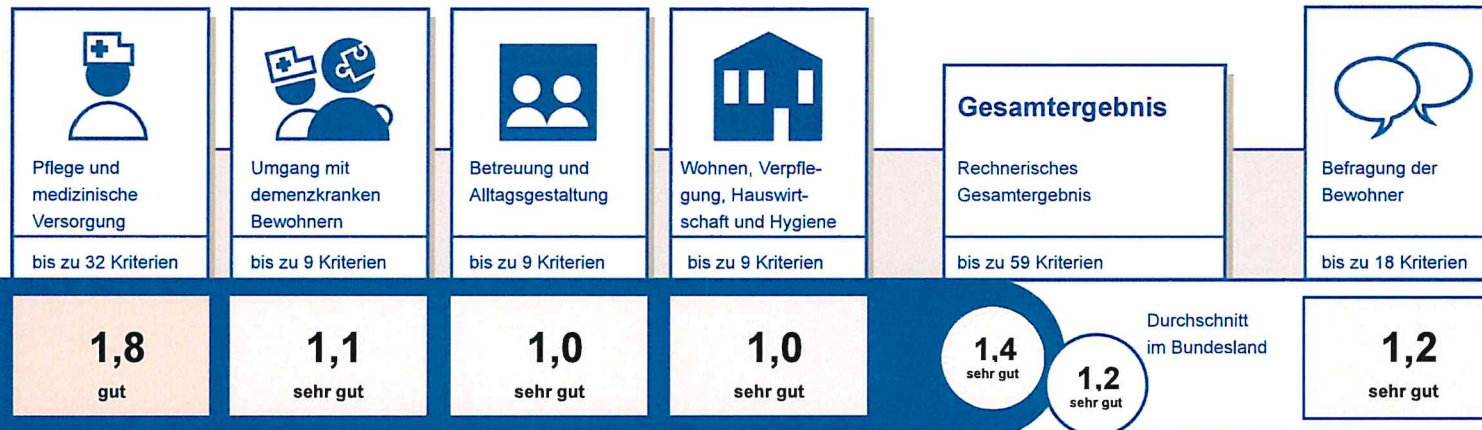 Pflege und
medizinische
Versorgung
bis zu 32 Kriterien
1,8
gut
Umgang mit
demenzkranken
Bewohnern
bis zu 9 Kriterien
1,1
sehr gut
Betreuung und
Alltagsgestaltung
bis zu 9 Kriterien
1,0
sehr gut
Wohnen, Verpfle-
gung, Hauswirt-
schaft und Hygiene
bis zu 9 Kriterien
1,0
sehr gut
Gesamtergebnis
Rechnerisches
Gesamtergebnis
bis zu 59 Kriterien
1,4
sehr gut
1,2
sehr gut
Durchschnitt
im Bundesland
Befragung der
Bewohner
bis zu 18 Kriterien
1,2
sehr gut